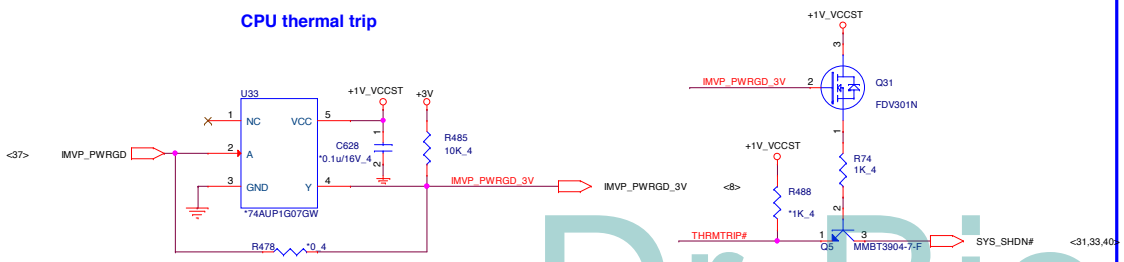 CPU thermal trip
+1V_VCCST
3
IMVP_PWRGD_3V
2
Q31
FDV301N
1
U33
+1V_VCCST
+3V
1
NC
VCC
5
1
C628
*0.1u/16V_4
2
R485
10K_4
<37>
IMVP_PWRGD
2
A
3
GND
Y
4
IMVP_PWRGD_3V
IMVP_PWRGD_3V
<8>
*74AUP1G07GW
R478
*0_4
+1V_VCCST
R488
*1K_4
R74
1K_4
2
THRMTRIP#
1
3
Q5
MMBT3904-7-F
SYS_SHDN#
<31,33,40>